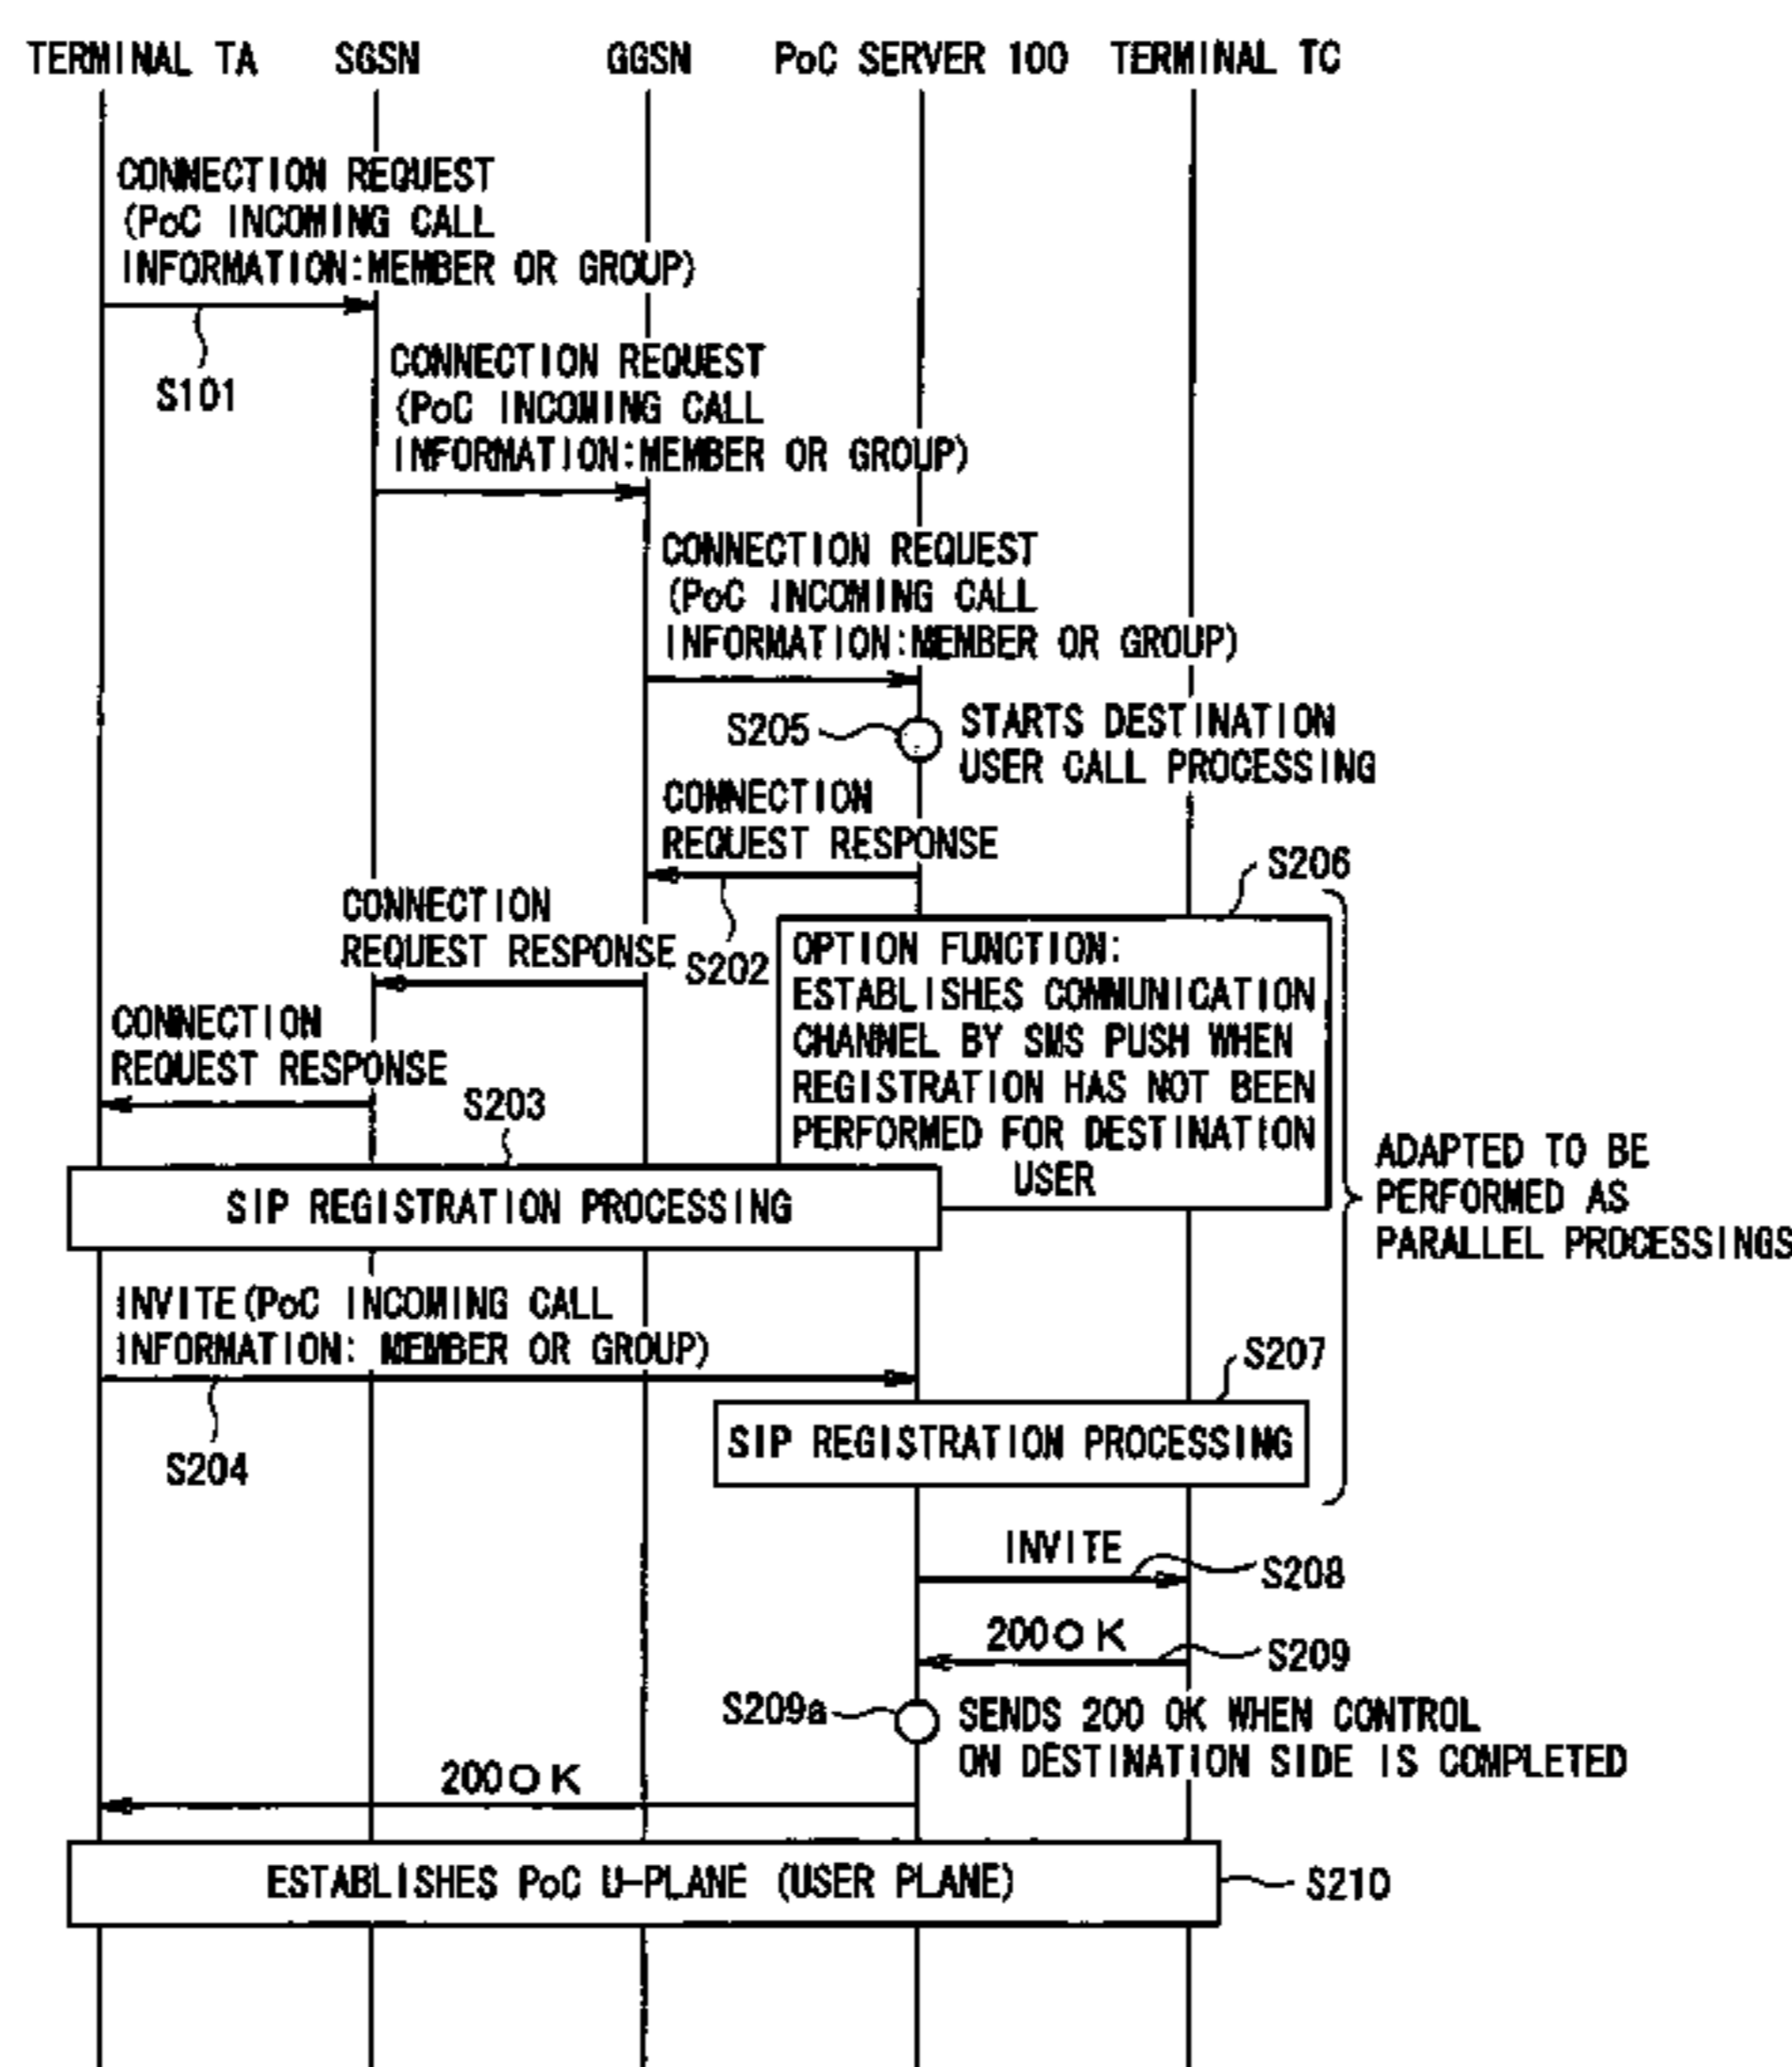 TERMINAL TA SGSN GGSN PoC SERVER 100 TERMINAL TC
CONNECTION REQUEST
(PoC INCOMING CALL
INFORMATION:MEMBER OR GROUP)
S101
CONNECTION REQUEST
(PoC INCOMING CALL
INFORMATION:MEMBER OR GROUP)
CONNECTION REQUEST
(PoC INCOMING CALL
INFORMATION:MEMBER OR GROUP)
S205
STARTS DESTINATION
USER CALL PROCESSING
CONNECTION
REQUEST RESPONSE
S202
CONNECTION
REQUEST RESPONSE
CONNECTION
REQUEST RESPONSE
S206
OPTION FUNCTION:
ESTABLISHES COMMUNICATION
CHANNEL BY SMS PUSH WHEN
REGISTRATION HAS NOT BEEN
PERFORMED FOR DESTINATION
USER
ADAPTED TO BE
PERFORMED AS
PARALLEL PROCESSINGS
S203
SIP REGISTRATION PROCESSING
INVITE(PoC INCOMING CALL
INFORMATION: MEMBER OR GROUP)
S204
S207
SIP REGISTRATION PROCESSING
INVITE
S208
200 OK
S209
S209a
SENDS 200 OK WHEN CONTROL
ON DESTINATION SIDE IS COMPLETED
200 OK
ESTABLISHES PoC U-PLANE (USER PLANE)
S210